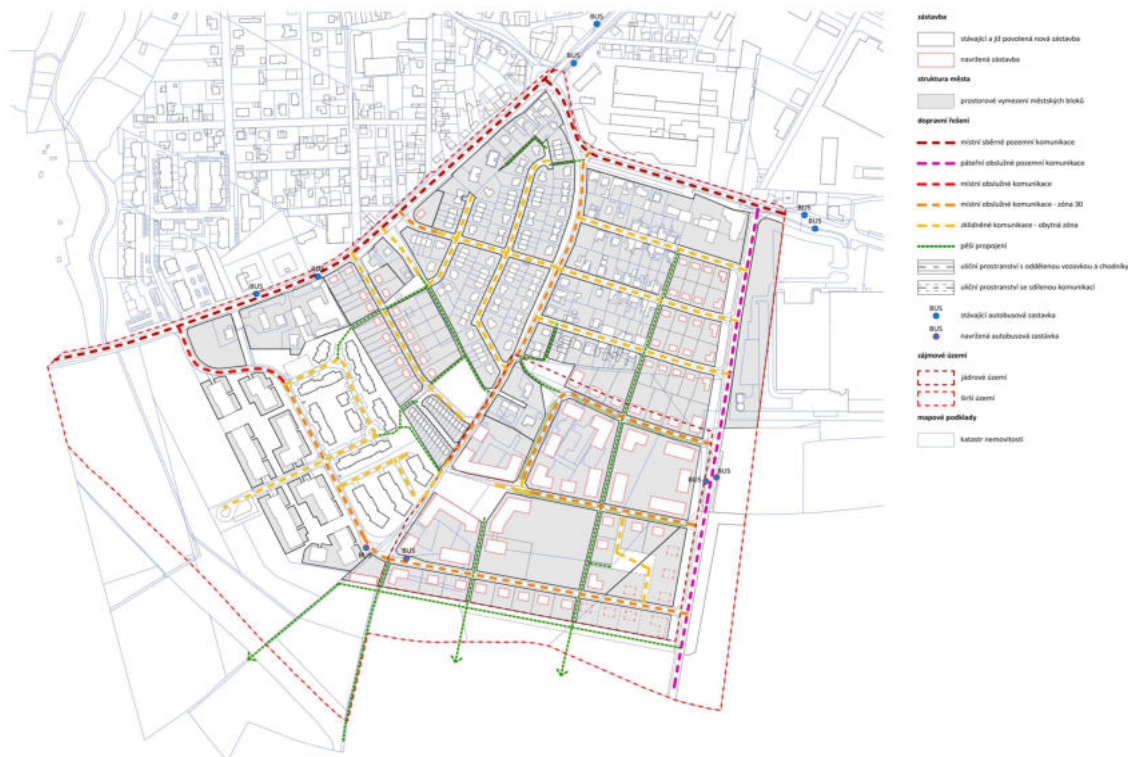 BUS
BUS
BUS
BUS
BUS
BUS
BUS
BUS
BUS
BUS
zástavba
stávající a již povolená nová zástavba
navržená zástavba
struktura města
prostorové vymezení městských bloků
dopravní řešení
místní sběrné pozemní komunikace
páteřní obslužné pozemní komunikace
místní obslužné komunikace
místní obslužné komunikace - zóna 30
zklidněné komunikace - obytná zóna
pěší propojení
uliční prostranství s oddělenou vozovkou a chodníky
uliční prostranství se sdílenou komunikací
BUS
stávající autobusová zastavka
BUS
navržená autobusová zastávka
zájmové území
jádrové území
širší území
mapové podklady
katastr nemovitostí